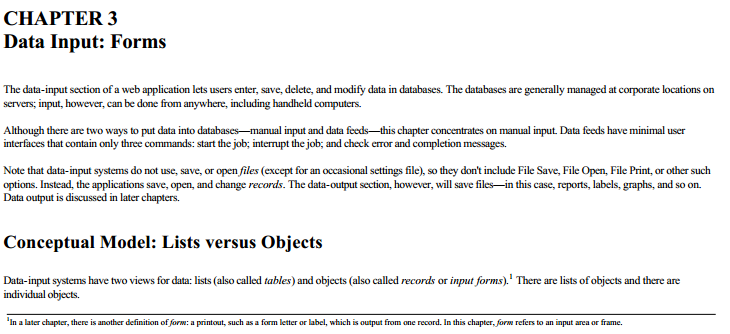 CHAPTER 3
Data Input: Forms
The data-input section of a web application lets users enter, save, delete, and modify data in databases. The databases are generally managed at corporate locations on
servers; input, however, can be done from anywhere, including handheld computers.
Although there are two ways to put data into databases—manual input and data feeds—this chapter concentrates on manual input. Data feeds have minimal user
interfaces that contain only three commands: start the job; interrupt the job; and check error and completion messages.
Note that data-input systems do not use, save, or open files (except for an occasional settings file), so they don't include File Save, File Open, File Print, or other such
options. Instead, the applications save, open, and change records. The data-output section, however, will save files—in this case, reports, labels, graphs, and so on.
Data output is discussed in later chapters.
Conceptual Model: Lists versus Objects
Data-input systems have two views for data: lists (also called tables) and objects (also called records or input forms).1 There are lists of objects and there are
individual objects.
1In a later chapter, there is another definition of form: a printout, such as a form letter or label, which is output from one record. In this chapter, form refers to an input area or frame.